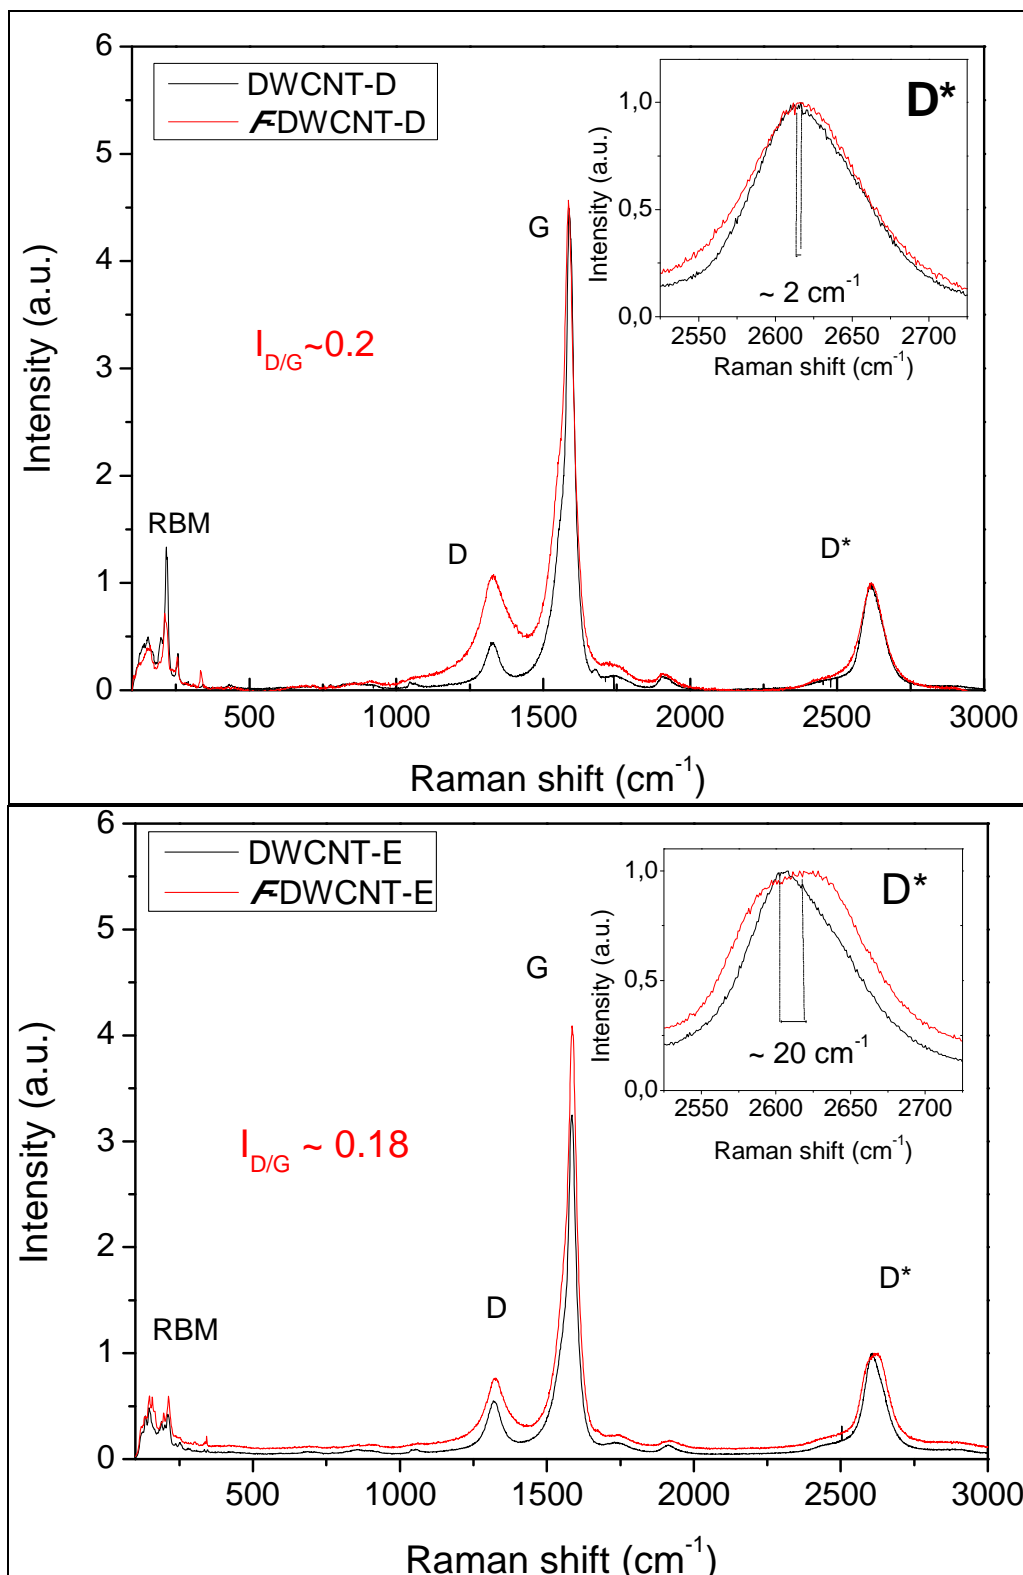 6
5
4
3
2
1
0
DWCNT-D
F-DWCNT-D
D*
1,0
0,5
0,0
Intensity (a.u.)
~ 2 cm-1
2550 2600 2650 2700
Raman shift (cm-1)
G
ID/G~0.2
RBM
D
D*
Intensity (a.u.)
500 1000 1500 2000 2500 3000
Raman shift (cm-1)
6
5
4
3
2
1
0
DWCNT-E
F-DWCNT-E
D*
1,0
0,5
0,0
Intensity (a.u.)
~ 20 cm-1
2550 2600 2650 2700
Raman shift (cm-1)
G
ID/G ~ 0.18
RBM
D
D*
Intensity (a.u.)
500 1000 1500 2000 2500 3000
Raman shift (cm-1)